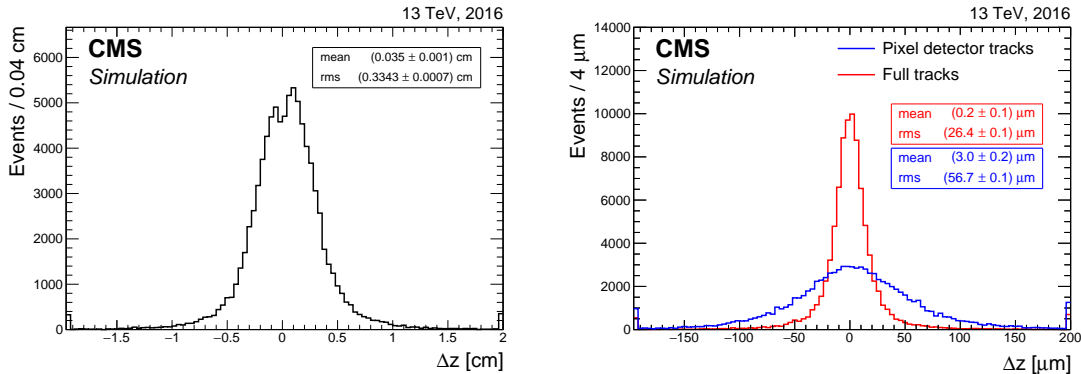 13 TeV, 2016
CMS
Simulation
mean (0.035 ± 0.001) cm
rms (0.3343 ± 0.0007) cm
Events / 0.04 cm
6000
5000
4000
3000
2000
1000
0
−1.5 −1 −0.5 0 0.5 1 1.5 2
Δz [cm]
13 TeV, 2016
CMS
Simulation
Pixel detector tracks
Full tracks
mean (0.2 ± 0.1) μm
rms (26.4 ± 0.1) μm
mean (3.0 ± 0.2) μm
rms (56.7 ± 0.1) μm
Events / 4 μm
14000
12000
10000
8000
6000
4000
2000
0
−150 −100 −50 0 50 100 150 200
Δz [μm]